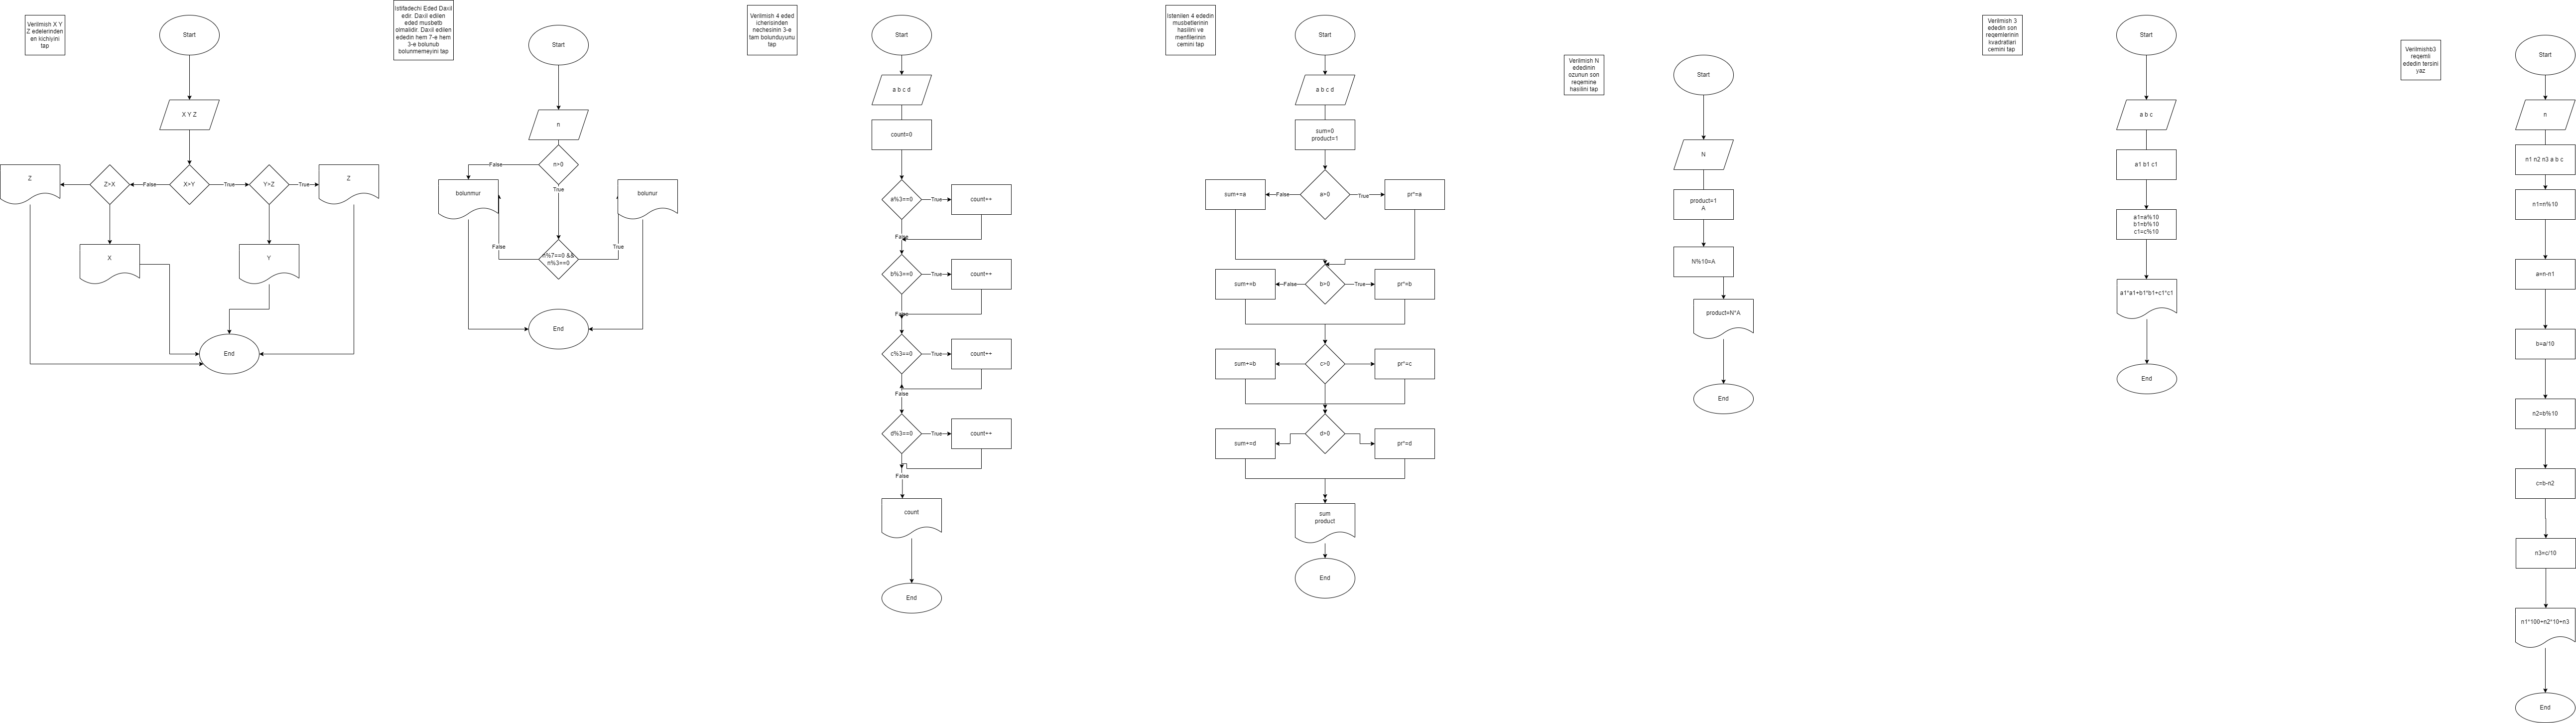 Verilmish X Y
Z edelerinden
en kichiyini
tap
Start
X Y Z
X>Y
False
True
Z>X
Z
X
Y>Z
True
Z
Y
End
Istifadechi Eded Daxil
edir. Daxil edilen
eded musbetb
olmalidir. Daxil edilen
ededin hem 7-e hem
3-e bolunub
bolunmemeyini tap
Start
n
n>0
False
True
bolunmur
bolunur
n%7==0 &&
n%3==0
False
True
End
Verilmish 4 eded
icherisinden
nechesinin 3-e
tam bolunduyunu
tap
Start
a b c d
count=0
a%3==0
True
count++
False
b%3==0
True
count++
False
c%3==0
True
count++
False
d%3==0
True
count++
False
count
End
Istenilen 4 ededin
musbetlerinin
hasilini ve
menfilerinin
cemini tap
Start
a b c d
sum=0
product=1
a>0
False
True
sum+=a
pr*=a
b>0
False
True
sum+=b
pr*=b
c>0
sum+=b
pr*=c
d>0
sum+=d
pr*=d
sum
product
End
Verilmish N
ededinin
ozunun son
reqemine
hasilini tap
Start
N
product=1
A
N%10=A
product=N*A
End
Verilmish 3
ededin son
reqemlerinin
kvadratlari
cemini tap
Start
a b c
a1 b1 c1
a1=a%10
b1=b%10
c1=c%10
a1*a1+b1*b1+c1*c1
End
Verilmishb3
reqemli
ededin tersini
yaz
Start
n
n1 n2 n3 a b c
n1=n%10
a=n-n1
b=a/10
n2=b%10
c=b-n2
n3=c/10
n1*100+n2*10+n3
End